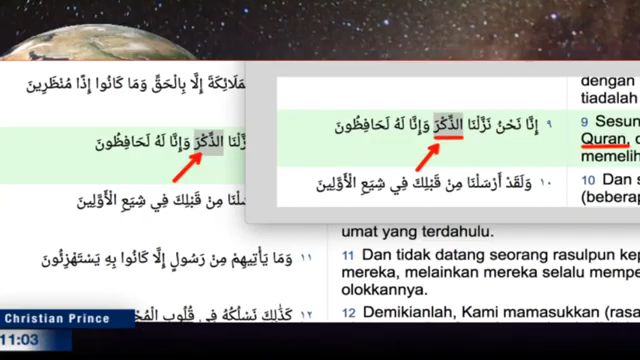 مَلَائِكَةَ إِلَّا بِالْحَقِّ وَمَا كَانُوا إِذًا مُنْظَرِينَ
الذِّكْرَ وَإِنَّا لَهُ لَحَافِظُونَ
مِنْ قَبْلِكَ فِي شِيَعِ الْأَوَّلِينَ
١١ وَمَا يَأْتِيهِمْ مِنْ رَسُولٍ إِلَّا كَانُوا بِهِ يَسْتَهْزِئُونَ
١٢ كَذَٰلِكَ نَسْلُكُهُ فِي قُلُوبِ
٩ إِنَّا نَحْنُ نَزَّلْنَا الذِّكْرَ وَإِنَّا لَهُ لَحَافِظُونَ
١٠ وَلَقَدْ أَرْسَلْنَا مِنْ قَبْلِكَ فِي شِيَعِ الْأَوَّلِينَ
dengan
tiadalah
9 Sesun
Quran,
memelih
10 Dan s
(beberap
umat yang terdahulu.
11 Dan tidak datang seorang rasulpun kep
mereka, melainkan mereka selalu mempe
olokkannya.
12 Demikianlah, Kami mamasukkan (rasa
Christian Prince
11:03